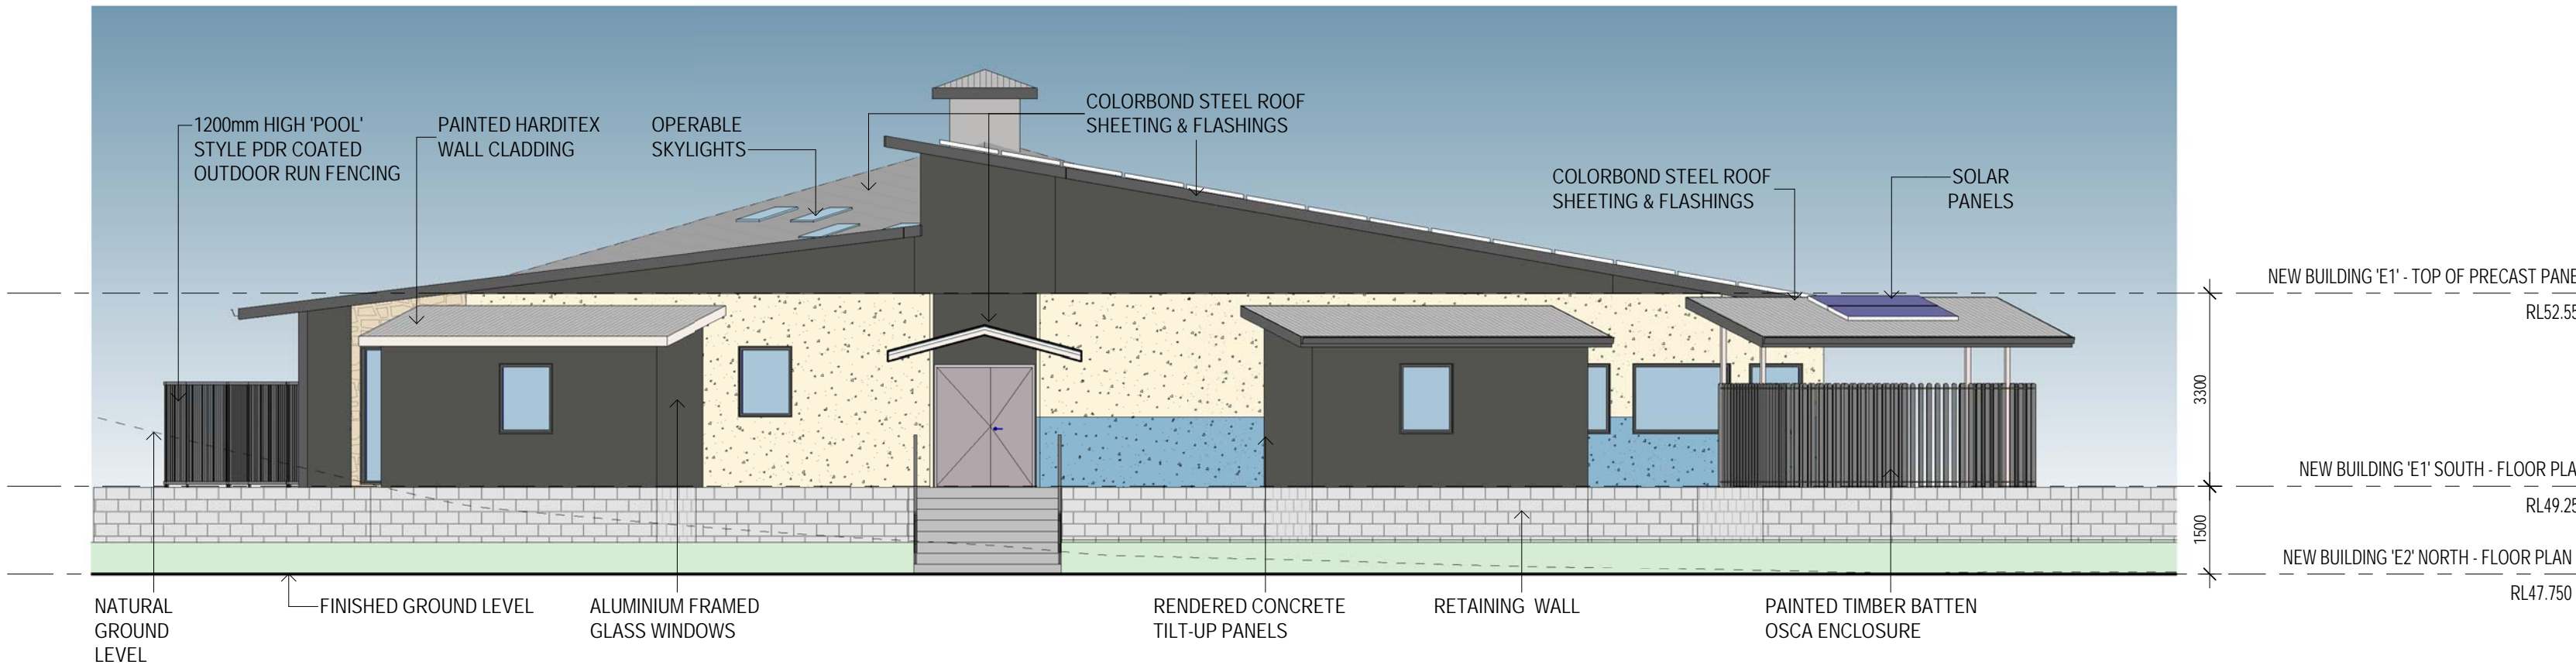 1200mm HIGH 'POOL'
STYLE PDR COATED
OUTDOOR RUN FENCING
PAINTED HARDITEX
WALL CLADDING
OPERABLE
SKYLIGHTS
COLORBOND STEEL ROOF
SHEETING & FLASHINGS
COLORBOND STEEL ROOF
SHEETING & FLASHINGS
SOLAR
PANELS
NEW BUILDING 'E1' - TOP OF PRECAST PANE
RL52.55
3300
NEW BUILDING 'E1' SOUTH - FLOOR PLA
RL49.25
1500
NEW BUILDING 'E2' NORTH - FLOOR PLAN
RL47.750
NATURAL
GROUND
LEVEL
FINISHED GROUND LEVEL
ALUMINIUM FRAMED
GLASS WINDOWS
RENDERED CONCRETE
TILT-UP PANELS
RETAINING WALL
PAINTED TIMBER BATTEN
OSCA ENCLOSURE